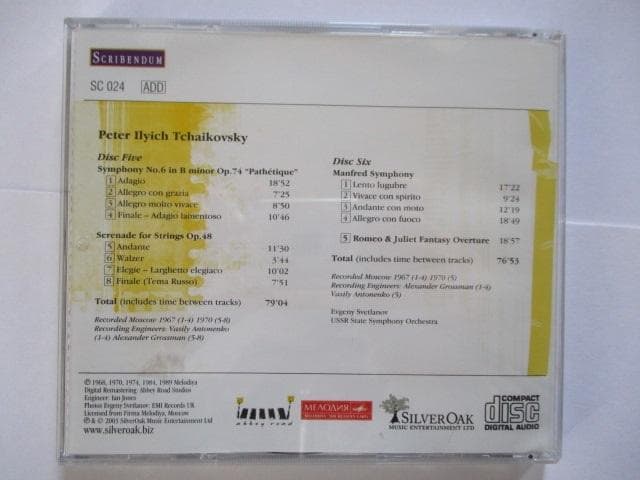 SCRIBENDUM
SC 024 ADD
Peter Ilyich Tchaikovsky
Disc Five
Symphony No.6 in B minor Op.74 "Pathétique"
1 Adagio 18'52
2 Allegro con grazia 7'25
3 Allegro molto vivace 8'50
4 Finale – Adagio lamentoso 10'46
Serenade for Strings Op.48
5 Andante 11'30
6 Walzer 3'44
7 Elegie – Larghetto elegiaco 10'02
8 Finale (Tema Russo) 7'51
Total (includes time between tracks) 79'04
Recorded Moscow 1967 (1-4) 1970 (5-8)
Recording Engineers: Vasily Antonenko
(1-4) Alexander Grossman (5-8)
Disc Six
Manfred Symphony
1 Lento lugubre 17'22
2 Vivace con spirito 9'24
3 Andante con moto 12'19
4 Allegro con fuoco 18'49
5 Romeo & Juliet Fantasy Overture 18'57
Total (includes time between tracks) 76'53
Recorded Moscow 1967 (1-4) 1970 (5)
Recording Engineers: Alexander Grossman (1-4)
Vasily Antonenko (5)
Evgeny Svetlanov
USSR State Symphony Orchestra
℗ 1968, 1970, 1974, 1984, 1989 Melodiya
Digital Remastering: Abbey Road Studios
Engineer: Ian Jones
Photos Evgeny Svetlanov: EMI Records UK
Licensed from Firma Melodiya, Moscow
℗ & © 2003 SilverOak Music Entertainment Ltd
www.silveroak.biz
abbey road
МЕЛОДИЯ
SILVEROAK
MUSIC ENTERTAINMENT LTD
COMPACT
disc
DIGITAL AUDIO